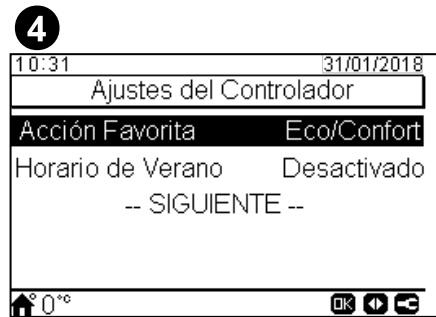 4
10:31 31/01/2018
Ajustes del Controlador
Acción Favorita Eco/Confort
Horario de Verano Desactivado
-- SIGUIENTE --
0°C OK